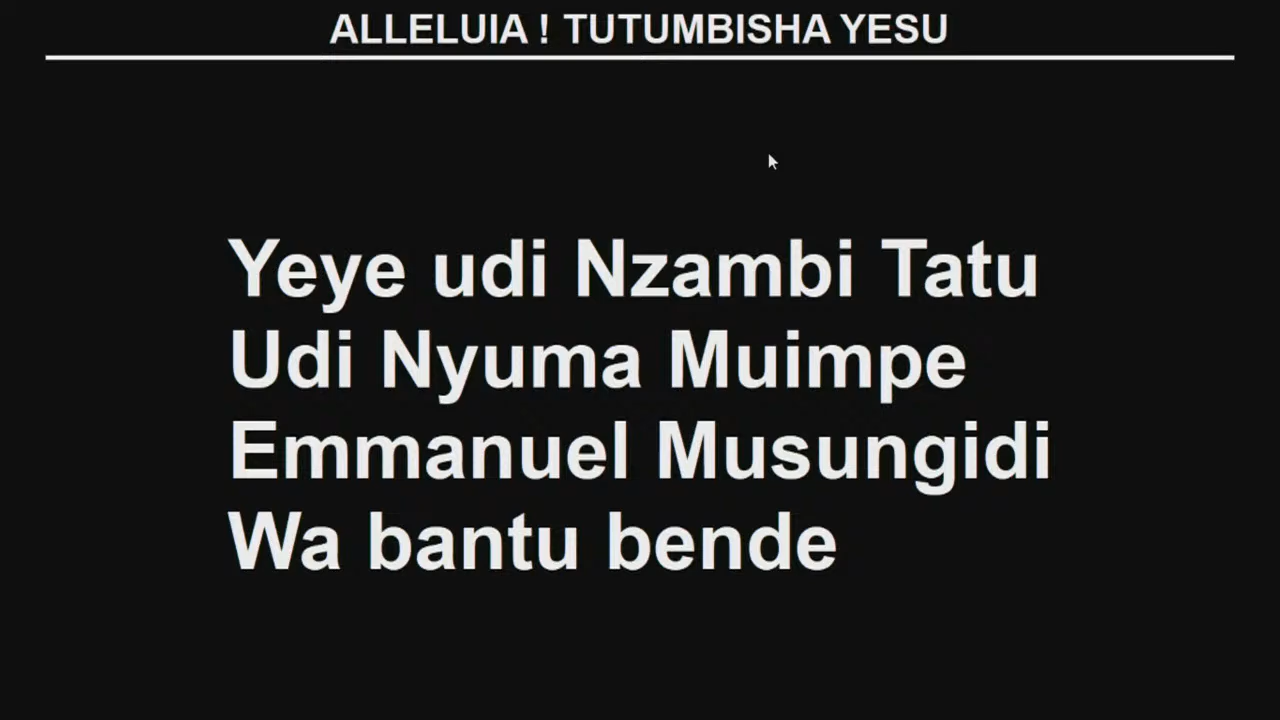 ALLELUIA ! TUTUMBISHA YESU
Yeye udi Nzambi Tatu
Udi Nyuma Muimpe
Emmanuel Musungidi
Wa bantu bende